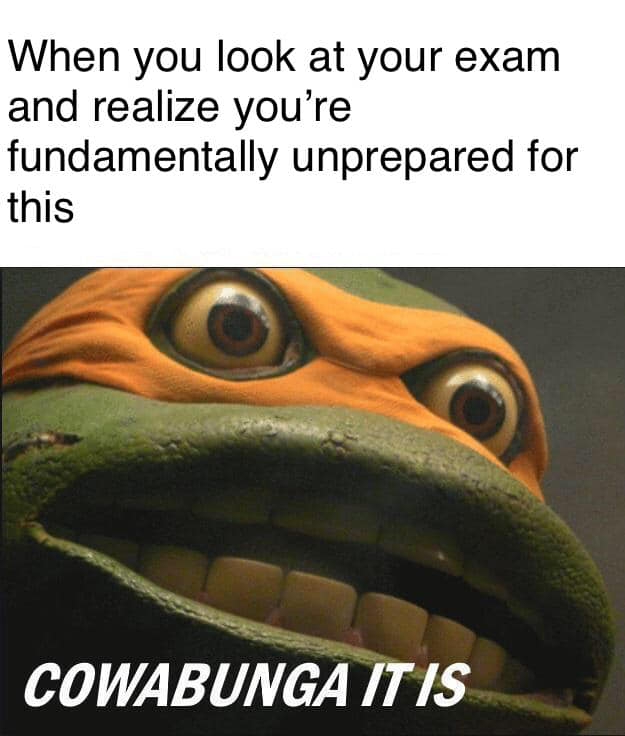 When you look at your exam
and realize you’re
fundamentally unprepared for
this
COWABUNGA IT IS